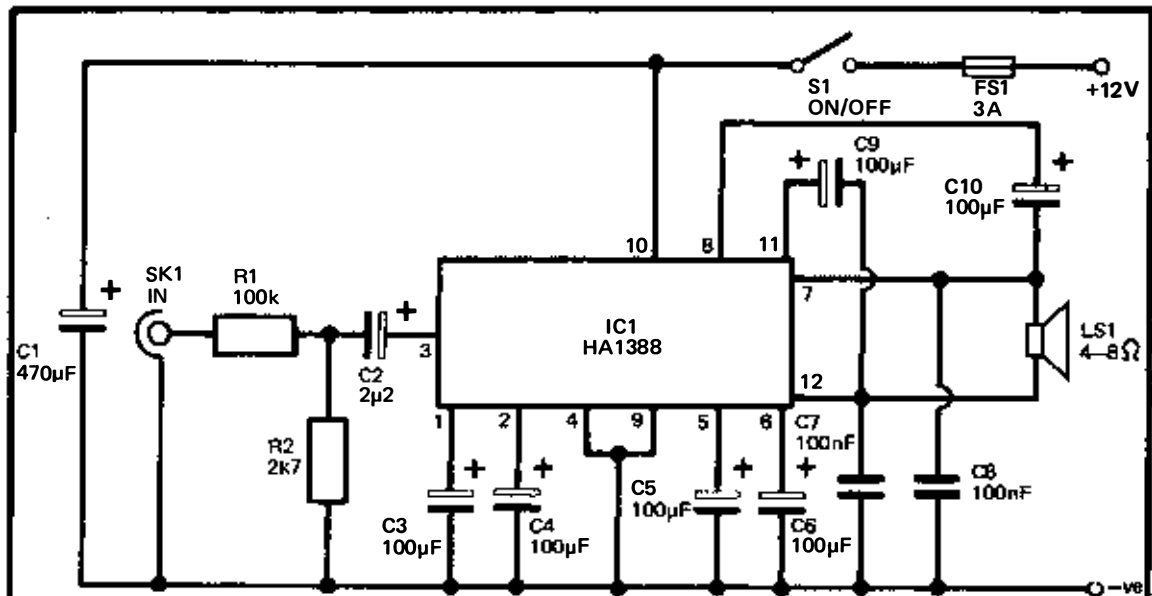 S1
ON/OFF
FS1
3A
+12V
C9
100µF
+
C10
100µF
+
10
8
11
SK1
IN
R1
100k
+
C1
470µF
+
C2
2µ2
3
IC1
HA1388
7
LS1
4–8Ω
12
1
2
4
9
5
6
C7
100nF
R2
2k7
+
C3
100µF
+
C4
100µF
C5
100µF
+
+
C6
100µF
C8
100nF
–ve